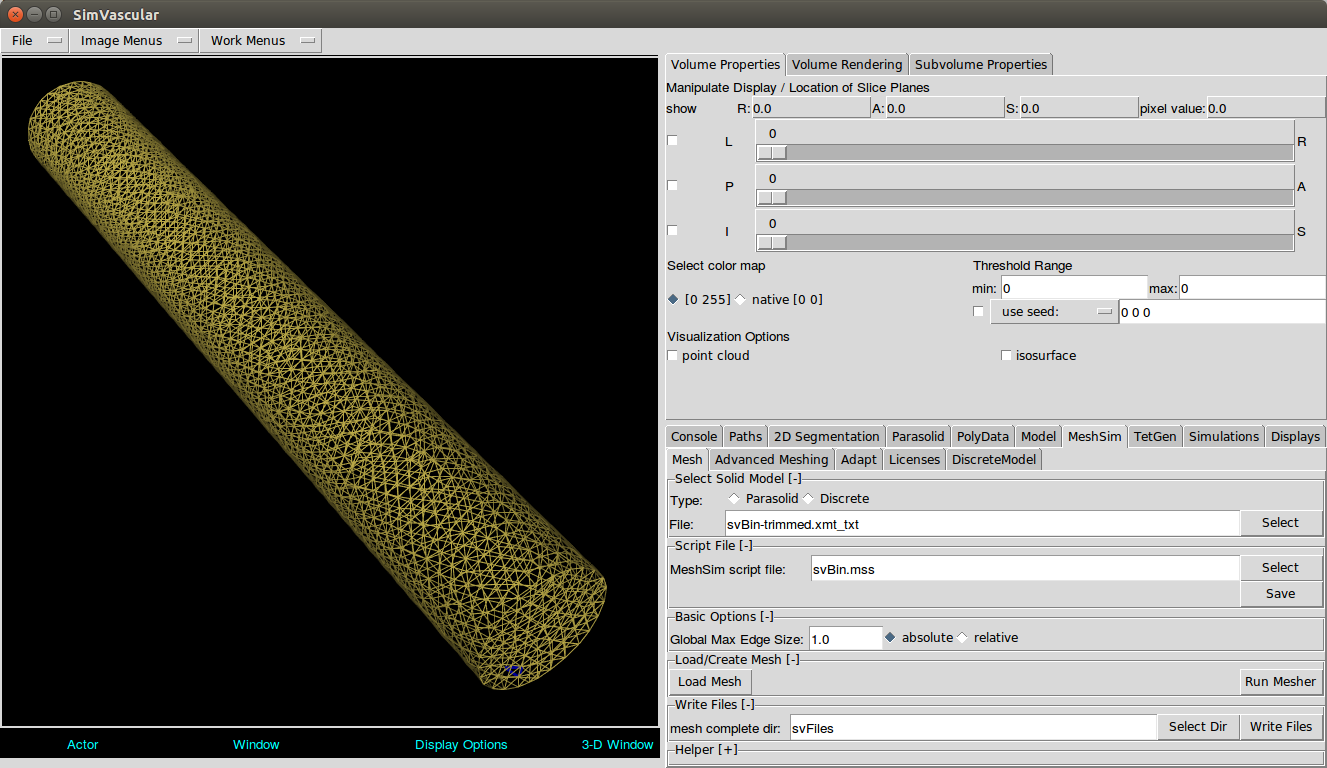 SimVascular
File Image Menus Work Menus
Volume Properties Volume Rendering Subvolume Properties
Manipulate Display / Location of Slice Planes
show R: 0.0 A: 0.0 S: 0.0 pixel value: 0.0
0
L R
0
P A
0
I S
Select color map Threshold Range
min: 0 max: 0
[0 255] native [0 0]
use seed: 0 0 0
Visualization Options
point cloud isosurface
Console Paths 2D Segmentation Parasolid PolyData Model MeshSim TetGen Simulations Displays
Mesh Advanced Meshing Adapt Licenses DiscreteModel
Select Solid Model [-]
Type: Parasolid Discrete
File: svBin-trimmed.xmt_txt Select
Script File [-]
MeshSim script file: svBin.mss Select
Save
Basic Options [-]
Global Max Edge Size: 1.0 absolute relative
Load/Create Mesh [-]
Load Mesh Run Mesher
Write Files [-]
mesh complete dir: svFiles Select Dir Write Files
Helper [+]
Actor Window Display Options 3-D Window